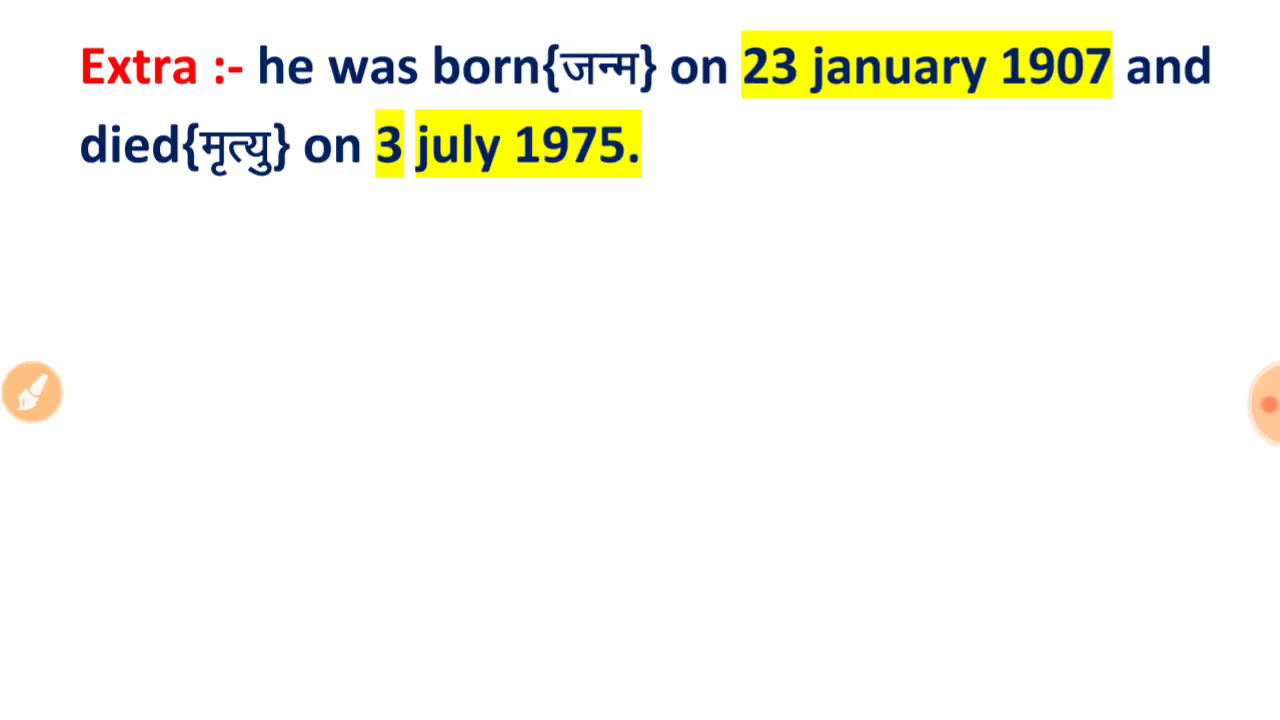 Extra :- he was born{जन्म} on 23 january 1907 and
died{मृत्यु} on 3 july 1975.